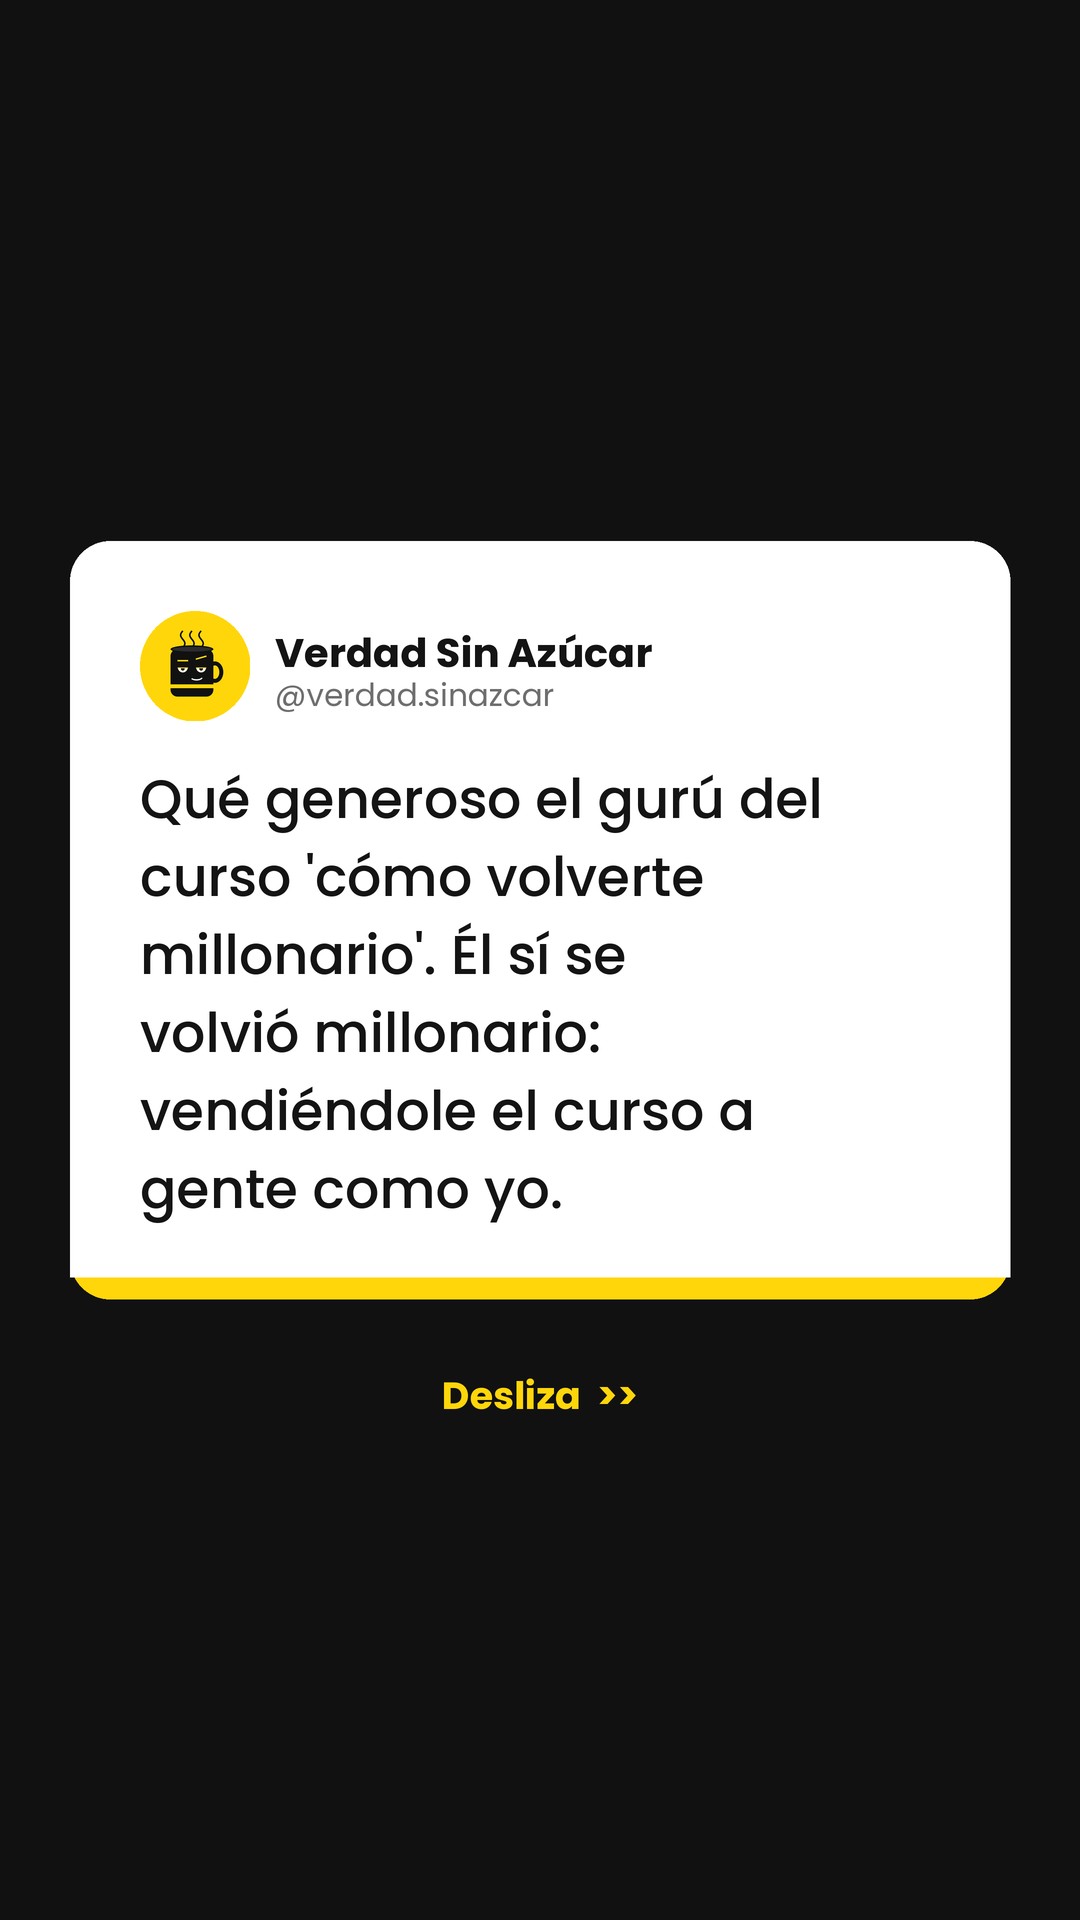 Verdad Sin Azúcar
@verdad.sinazcar
Qué generoso el gurú del
curso 'cómo volverte
millonario'. Él sí se
volvió millonario:
vendiéndole el curso a
gente como yo.
Desliza >>